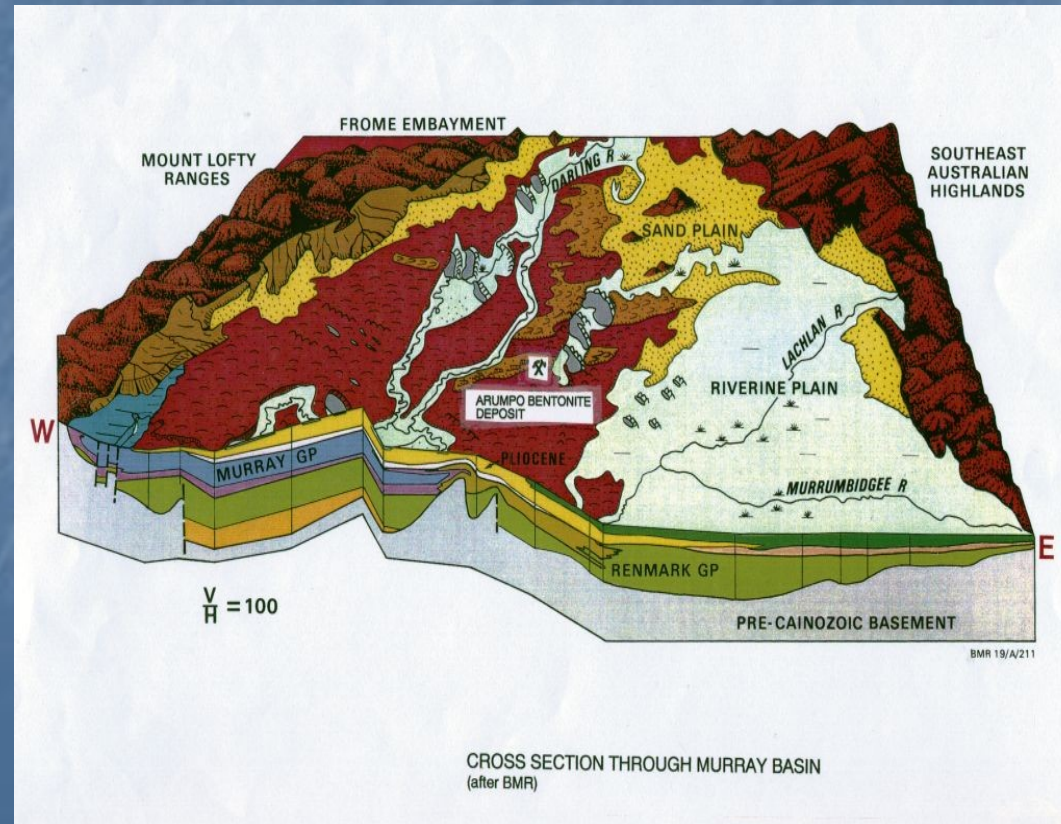 FROME EMBAYMENT
MOUNT LOFTY
RANGES
SOUTHEAST
AUSTRALIAN
HIGHLANDS
DARLING R
SAND PLAIN
LACHLAN R
RIVERINE PLAIN
ARUMPO BENTONITE
DEPOSIT
W
MURRAY GP
PLIOCENE
MURRUMBIDGEE R
E
RENMARK GP
V/H = 100
PRE-CAINOZOIC BASEMENT
BMR 19/A/211
CROSS SECTION THROUGH MURRAY BASIN
(after BMR)